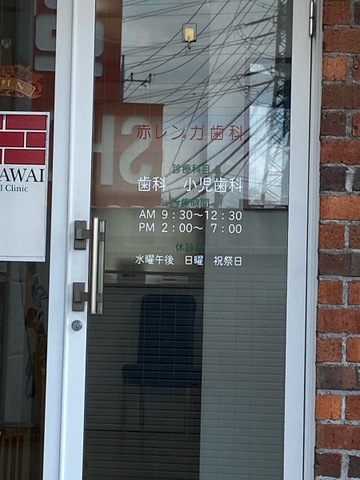 赤レンガ歯科
診療科目
歯科 小児歯科
診療時間
AM 9:30〜12:30
PM 2:00〜 7:00
休診
水曜午後 日曜 祝祭日
AWAI
l Clinic